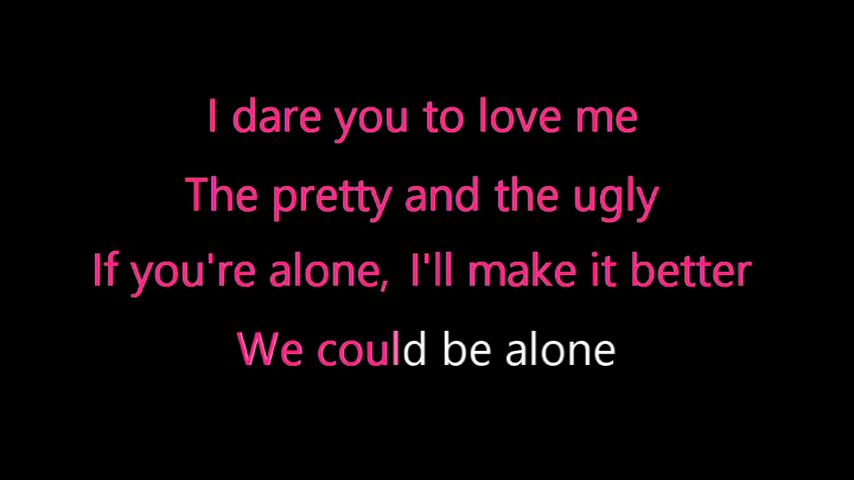 I dare you to love me
The pretty and the ugly
If you're alone, I'll make it better
We could be alone